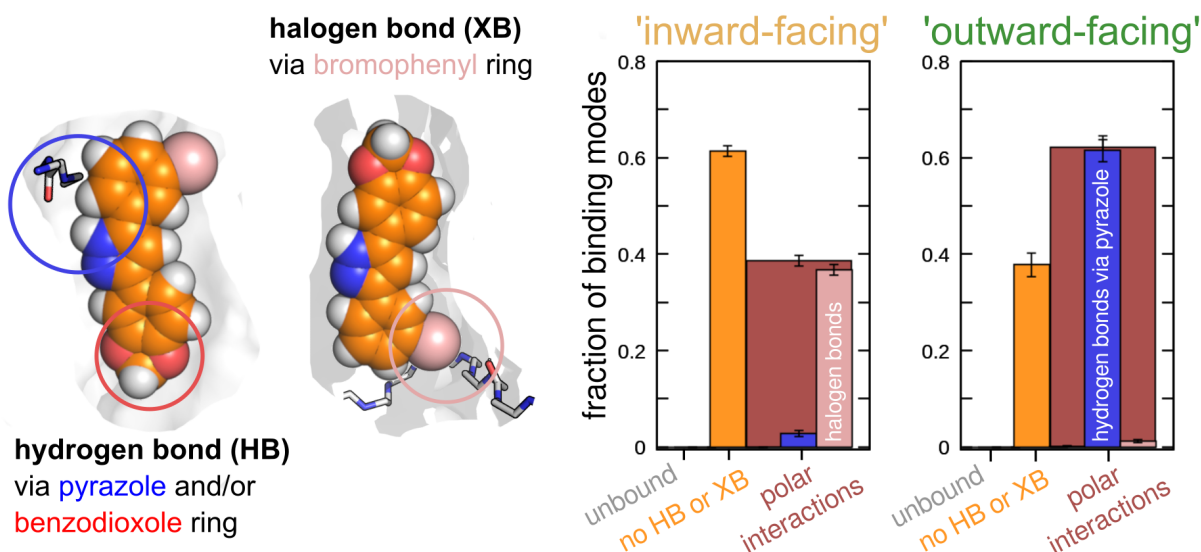 halogen bond (XB)
via bromophenyl ring
hydrogen bond (HB)
via pyrazole and/or
benzodioxole ring
'inward-facing'
fraction of binding modes
0.8
0.6
0.4
0.2
0
halogen bonds
unbound
no HB or XB
polar
interactions
'outward-facing'
0.8
0.6
0.4
0.2
0
hydrogen bonds via pyrazole
unbound
no HB or XB
polar
interactions